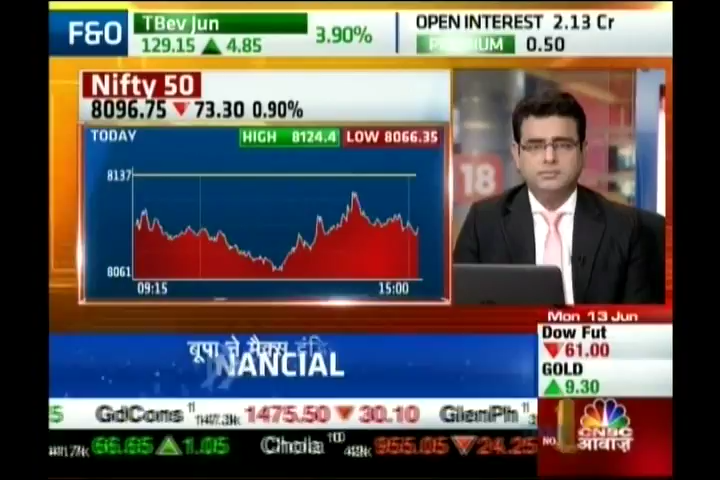 F&O
TBev Jun
129.15 ▲ 4.85
3.90%
OPEN INTEREST 2.13 Cr
0.50
Nifty 50
8096.75 ▼ 73.30 0.90%
TODAY
HIGH 8124.4
LOW 8066.35
8137
8061
09:15
15:00
18
Mon 13 Jun
Dow Fut
▼61.00
GOLD
▲9.30
बूपा ने मैक्स
NANCIAL
GdCons 1475.50 ▼ 30.10 GlenPh
66.65 ▲ 1.05 Chola 955.05 ▼ 24.25
NO. 1
CNBC
आवाज़